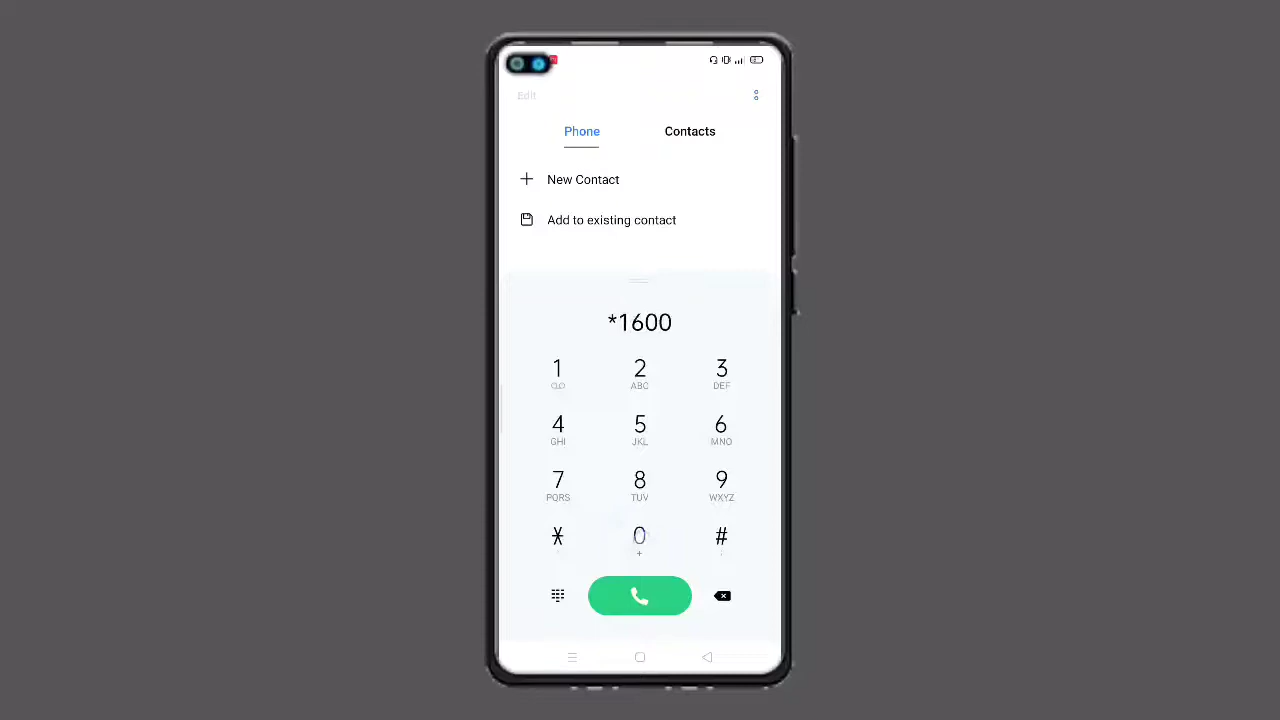 Edit
Phone Contacts
New Contact
Add to existing contact
*1600
1 2 3
ABC DEF
4 5 6
GHI JKL MNO
7 8 9
PQRS TUV WXYZ
* 0 #
+ ;